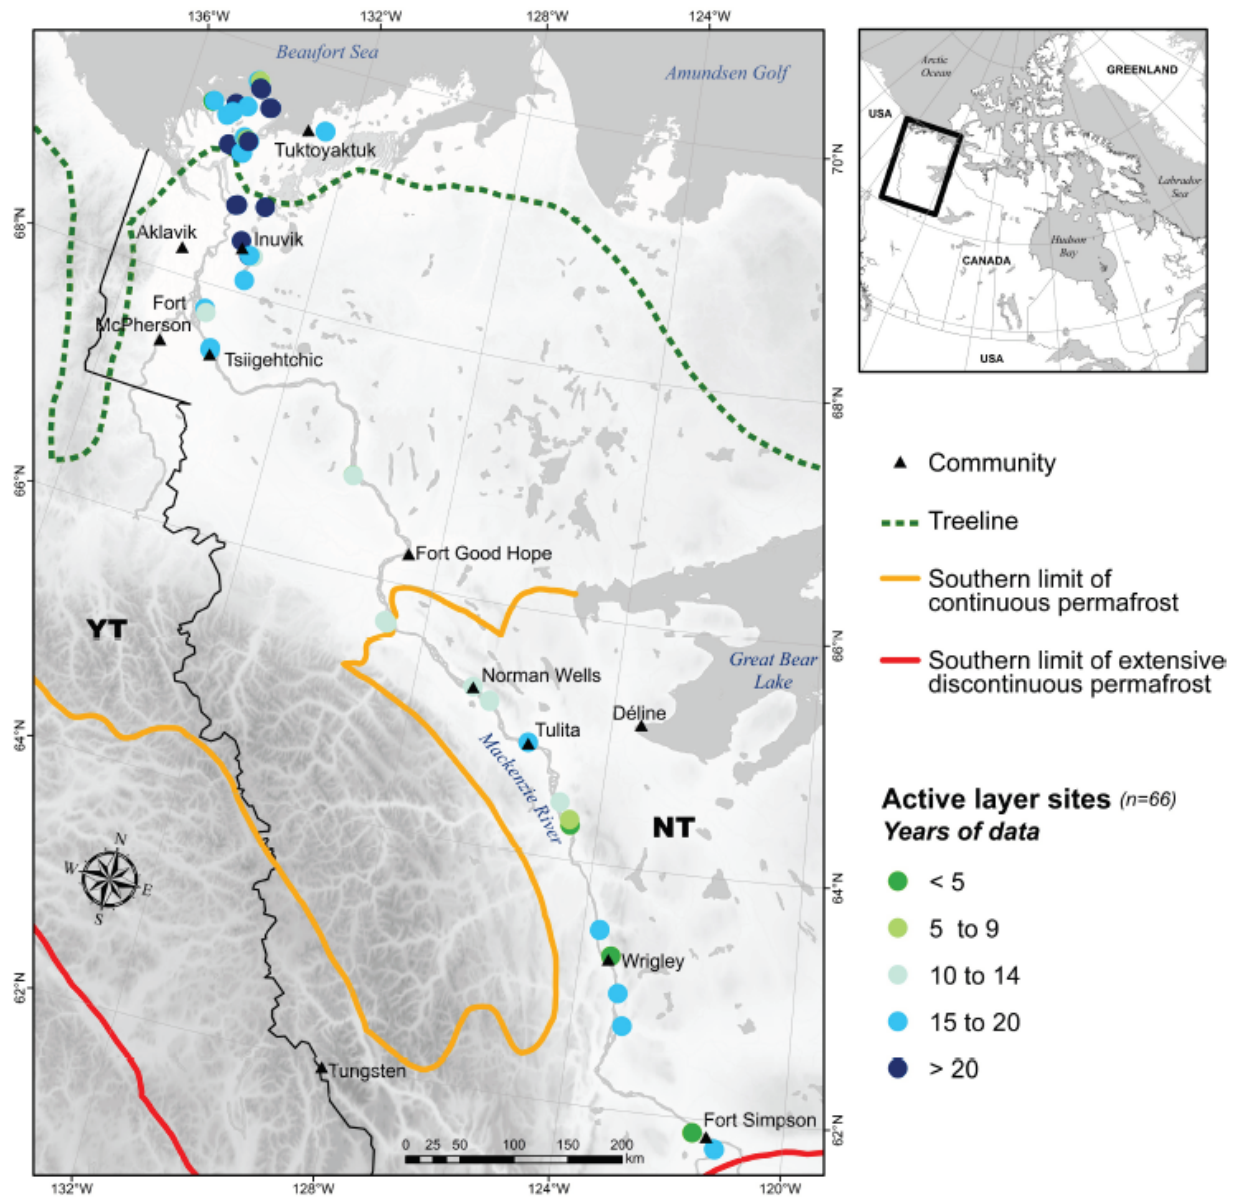 136°W
132°W
128°W
124°W
Beaufort Sea
Amundsen Golf
Tuktoyaktuk
70°N
68°N
Aklavik
Inuvik
Fort
McPherson
Tsiigehtchic
68°N
66°N
Fort Good Hope
YT
66°N
Norman Wells
Great Bear
Lake
Déline
64°N
Tulita
Mackenzie River
NT
N
W
E
S
64°N
Wrigley
62°N
Tungsten
Fort Simpson
62°N
0 25 50 100 150 200
km
132°W
128°W
124°W
120°W
Arctic
Ocean
GREENLAND
USA
Labrador
Sea
Hudson
Bay
CANADA
USA
Community
Treeline
Southern limit of
continuous permafrost
Southern limit of extensive
discontinuous permafrost
Active layer sites (n=66)
Years of data
< 5
5 to 9
10 to 14
15 to 20
> 20